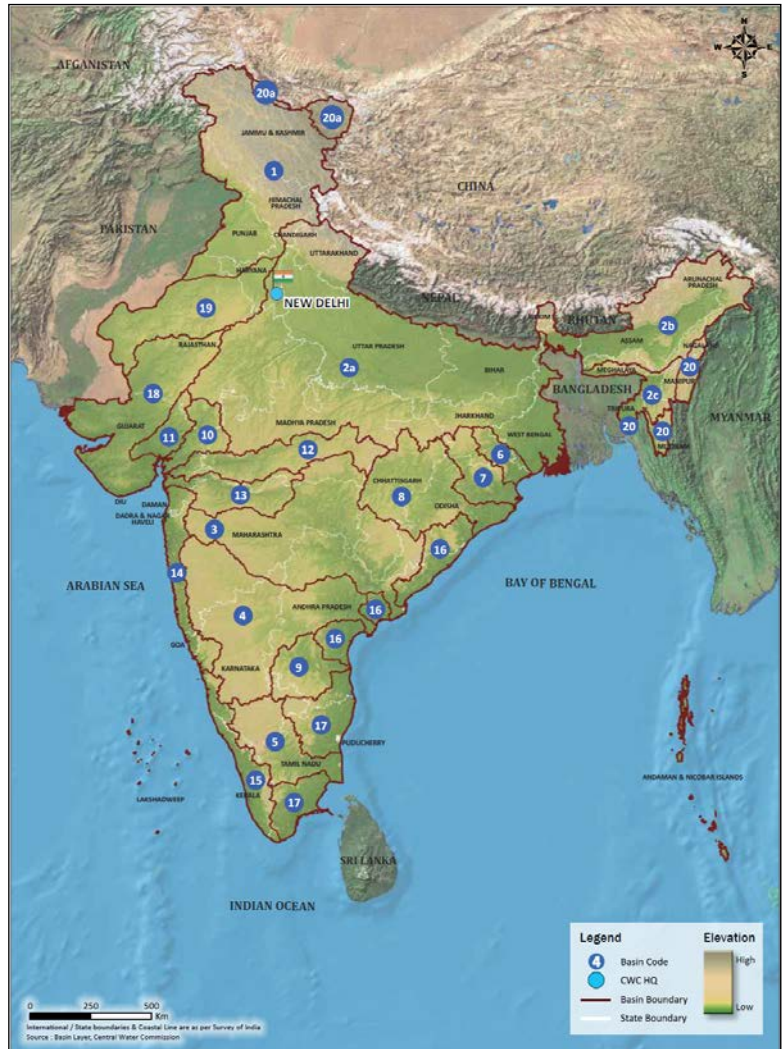 N
W E
S
AFGANISTAN
20a
20a
JAMMU & KASHMIR
1
CHINA
HIMACHAL
PRADESH
PAKISTAN
PUNJAB
CHANDIGARH
UTTARAKHAND
HARYANA
NEW DELHI
NEPAL
ARUNACHAL
PRADESH
19
SIKKIM
BHUTAN
2b
RAJASTHAN
UTTAR PRADESH
ASSAM
NAGALAND
2a
BIHAR
MEGHALAYA
20
BANGLADESH
MANIPUR
18
2c
MYANMAR
GUJARAT
JHARKHAND
TRIPURA
11
10
MADHYA PRADESH
20
20
WEST BENGAL
MIZORAM
12
6
CHHATTISGARH
7
DIU
DAMAN
13
8
DADRA & NAGAR
HAVELI
ODISHA
3
MAHARASHTRA
16
ARABIAN SEA
14
BAY OF BENGAL
4
ANDHRA PRADESH
16
GOA
16
KARNATAKA
9
17
5
PUDUCHERRY
TAMIL NADU
15
ANDAMAN & NICOBAR ISLANDS
LAKSHADWEEP
KERALA
17
SRI LANKA
INDIAN OCEAN
Legend
Elevation
4
Basin Code
High
CWC HQ
Basin Boundary
Low
State Boundary
0 250 500
Km
International / State boundaries & Coastal Line are as per Survey of India
Source : Basin Layer, Central Water Commission